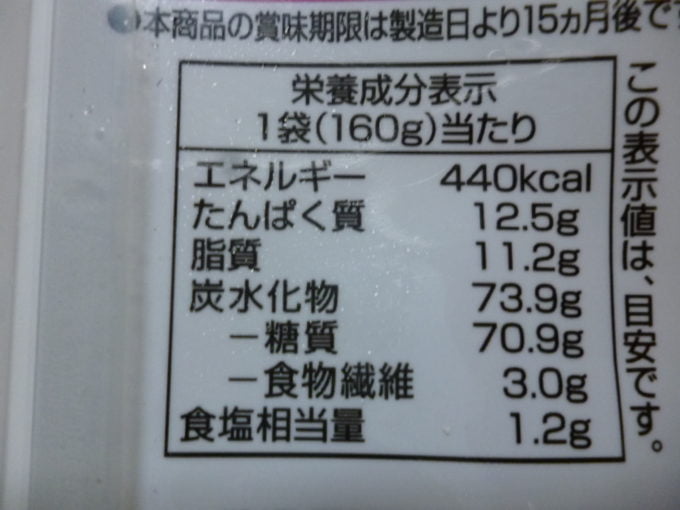 本商品の賞味期限は製造日より15ヵ月後で
栄養成分表示
1袋(160g)当たり
エネルギー 440kcal
たんぱく質 12.5g
脂質 11.2g
炭水化物 73.9g
－糖質 70.9g
－食物繊維 3.0g
食塩相当量 1.2g
この表示値は、目安です。